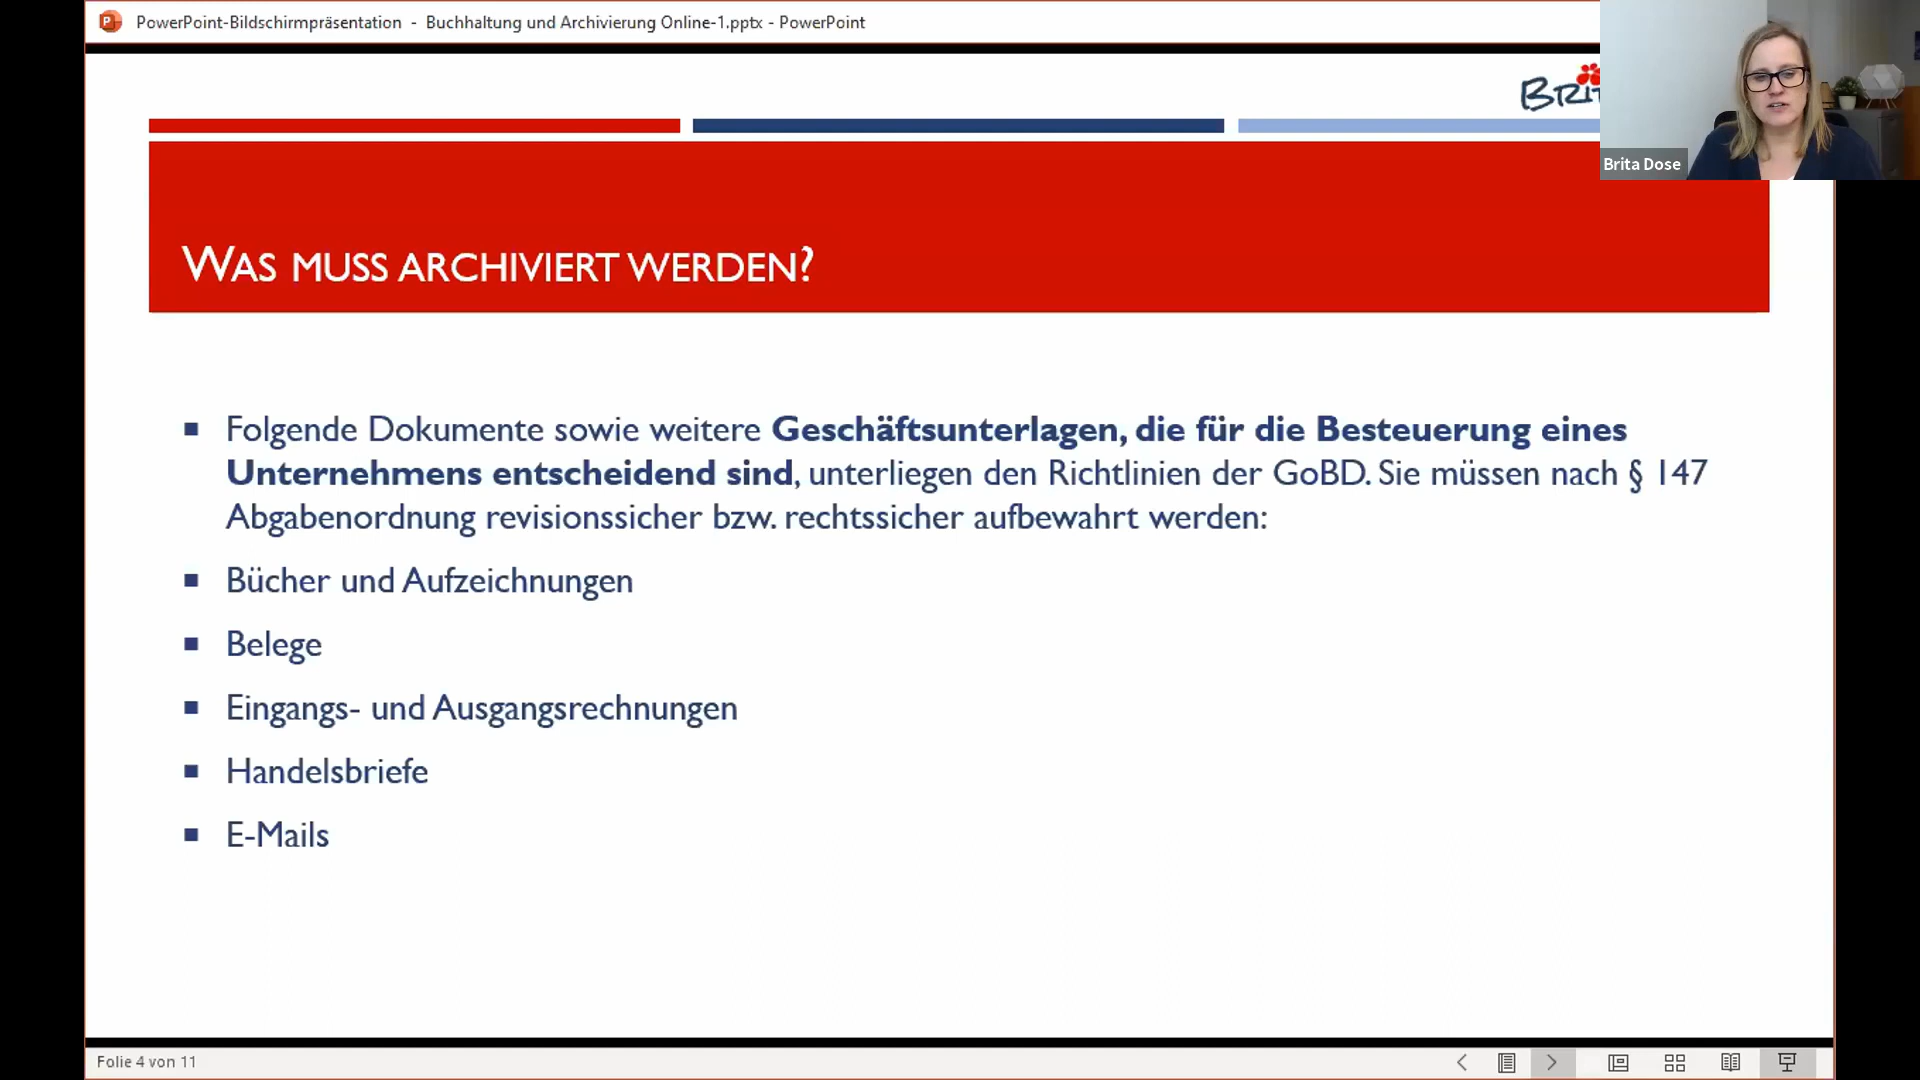 PowerPoint-Bildschirmpräsentation - Buchhaltung und Archivierung Online-1.pptx - PowerPoint
Brita Dose
WAS MUSS ARCHIVIERT WERDEN?
Folgende Dokumente sowie weitere Geschäftsunterlagen, die für die Besteuerung eines
Unternehmens entscheidend sind, unterliegen den Richtlinien der GoBD. Sie müssen nach § 147
Abgabenordnung revisionssicher bzw. rechtssicher aufbewahrt werden:
Bücher und Aufzeichnungen
Belege
Eingangs- und Ausgangsrechnungen
Handelsbriefe
E-Mails
Folie 4 von 11